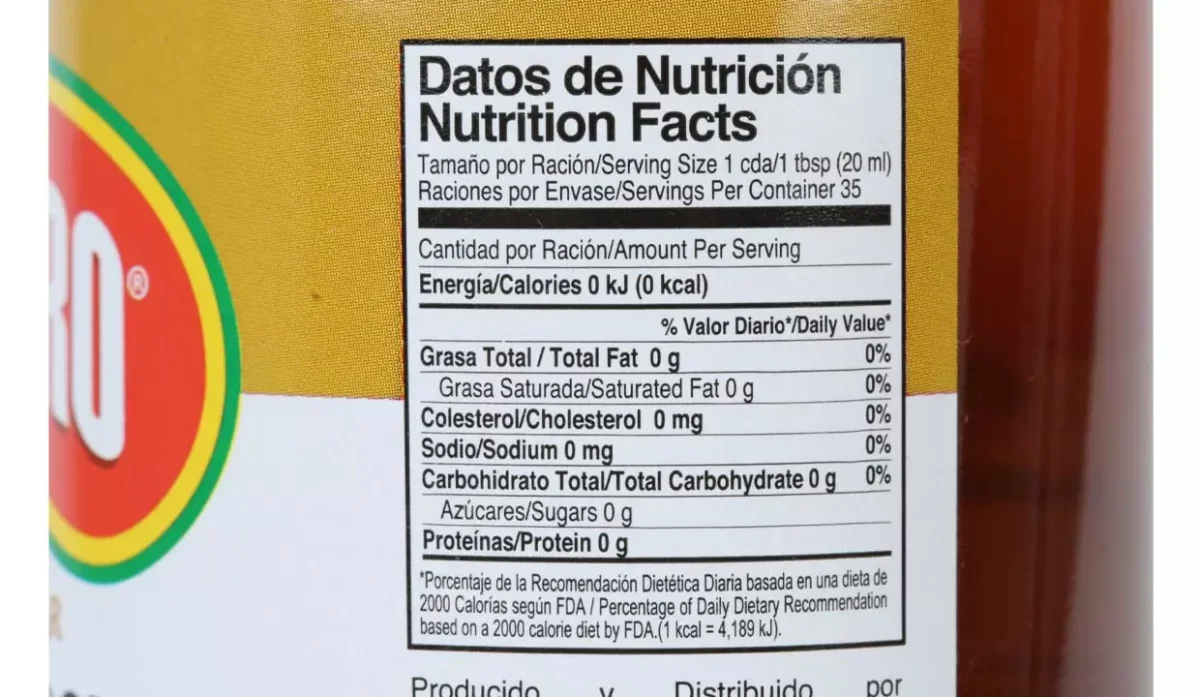 Datos de Nutrición
Nutrition Facts
Tamaño por Ración/Serving Size 1 cda/1 tbsp (20 ml)
Raciones por Envase/Servings Per Container 35
Cantidad por Ración/Amount Per Serving
Energía/Calories 0 kJ (0 kcal)
% Valor Diario*/Daily Value*
Grasa Total / Total Fat 0 g 0%
Grasa Saturada/Saturated Fat 0 g 0%
Colesterol/Cholesterol 0 mg 0%
Sodio/Sodium 0 mg 0%
Carbohidrato Total/Total Carbohydrate 0 g 0%
Azúcares/Sugars 0 g
Proteínas/Protein 0 g
*Porcentaje de la Recomendación Dietética Diaria basada en una dieta de
2000 Calorías según FDA / Percentage of Daily Dietary Recommendation
based on a 2000 calorie diet by FDA.(1 kcal = 4,189 kJ).
Producido y Distribuido por